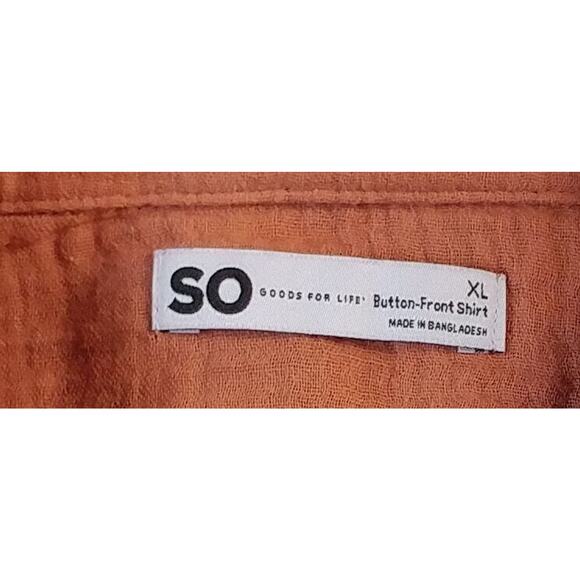 SO GOODS FOR LIFE'
XL
Button-Front Shirt
MADE IN BANGLADESH